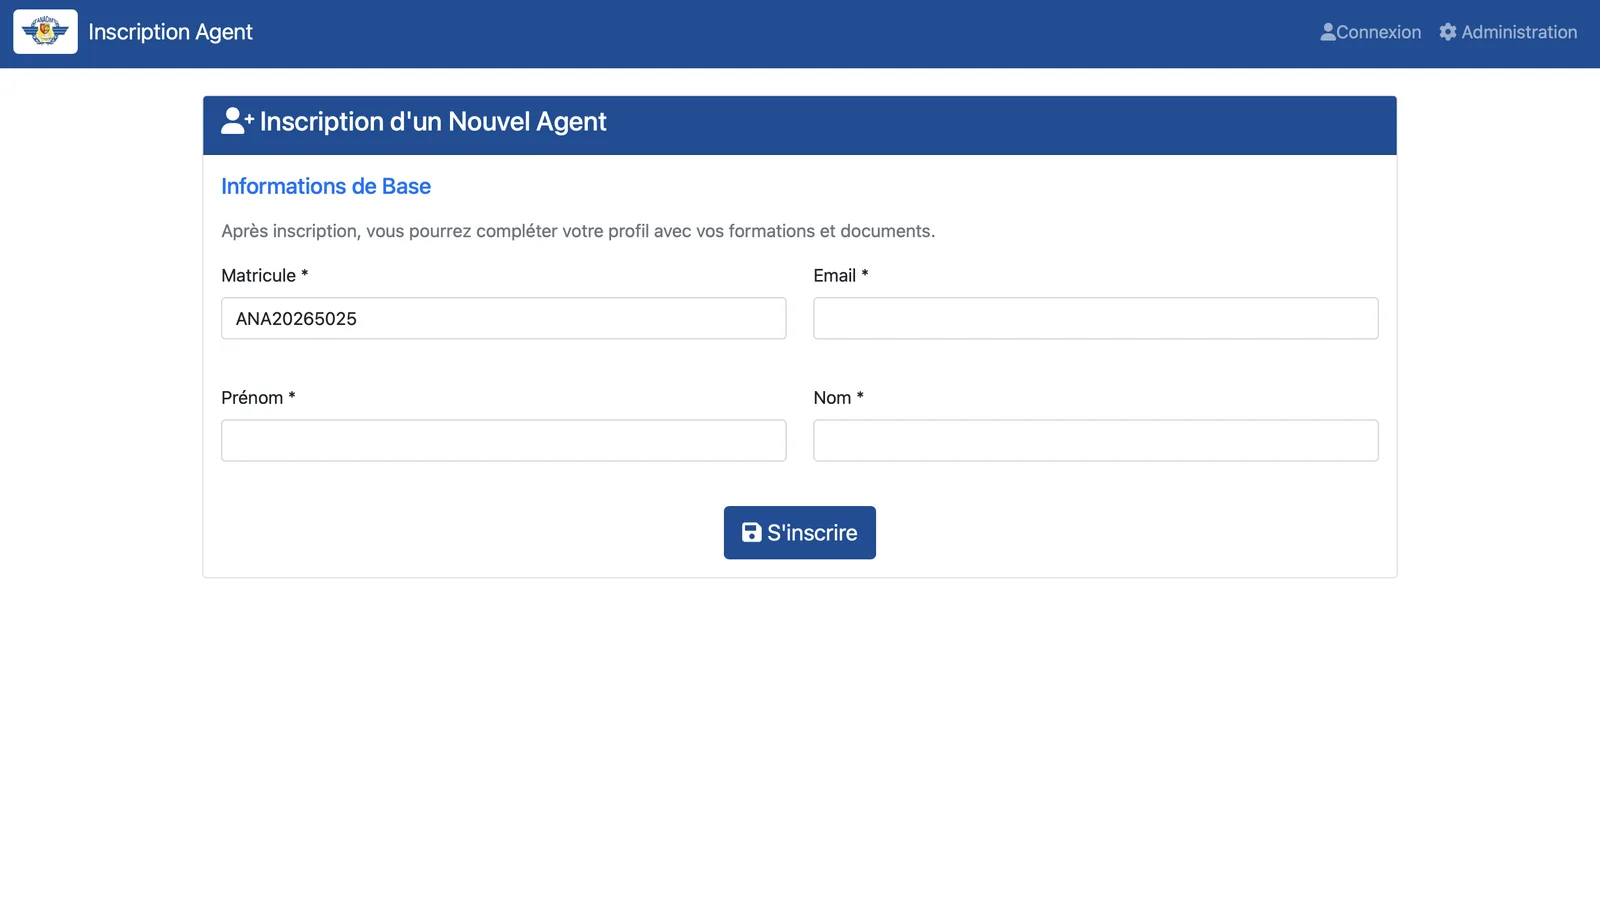 Inscription Agent
Connexion
Administration
Inscription d'un Nouvel Agent
Informations de Base
Après inscription, vous pourrez compléter votre profil avec vos formations et documents.
Matricule *
Email *
ANA20265025
Prénom *
Nom *
S'inscrire